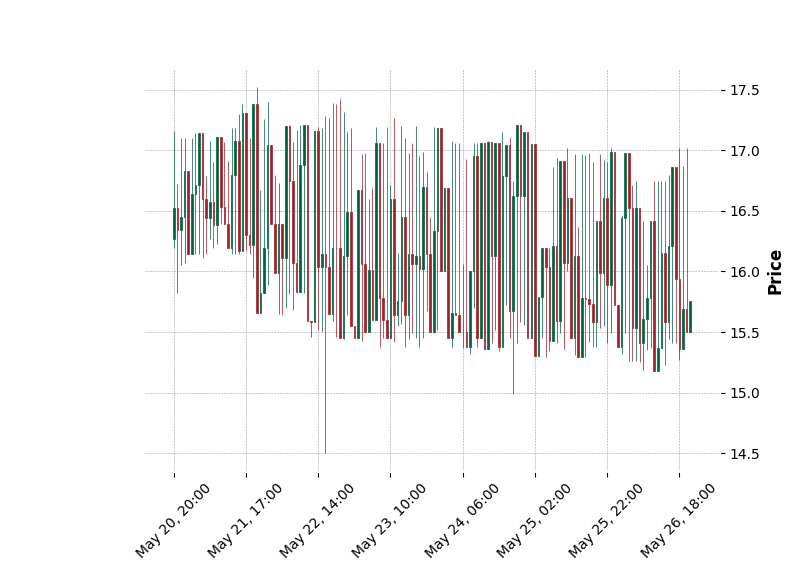 17.5
17.0
16.5
16.0
15.5
15.0
14.5
Price
May 20, 20:00
May 21, 17:00
May 22, 14:00
May 23, 10:00
May 24, 06:00
May 25, 02:00
May 25, 22:00
May 26, 18:00